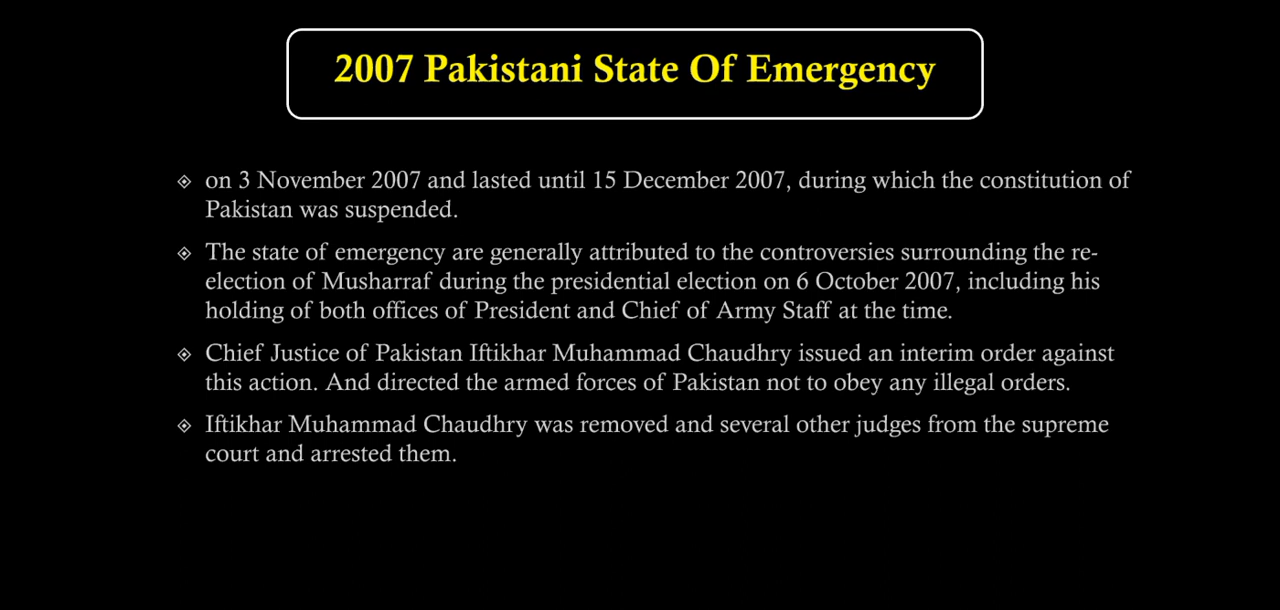 2007 Pakistani State Of Emergency
on 3 November 2007 and lasted until 15 December 2007, during which the constitution of
Pakistan was suspended.
The state of emergency are generally attributed to the controversies surrounding the re-
election of Musharraf during the presidential election on 6 October 2007, including his
holding of both offices of President and Chief of Army Staff at the time.
Chief Justice of Pakistan Iftikhar Muhammad Chaudhry issued an interim order against
this action. And directed the armed forces of Pakistan not to obey any illegal orders.
Iftikhar Muhammad Chaudhry was removed and several other judges from the supreme
court and arrested them.